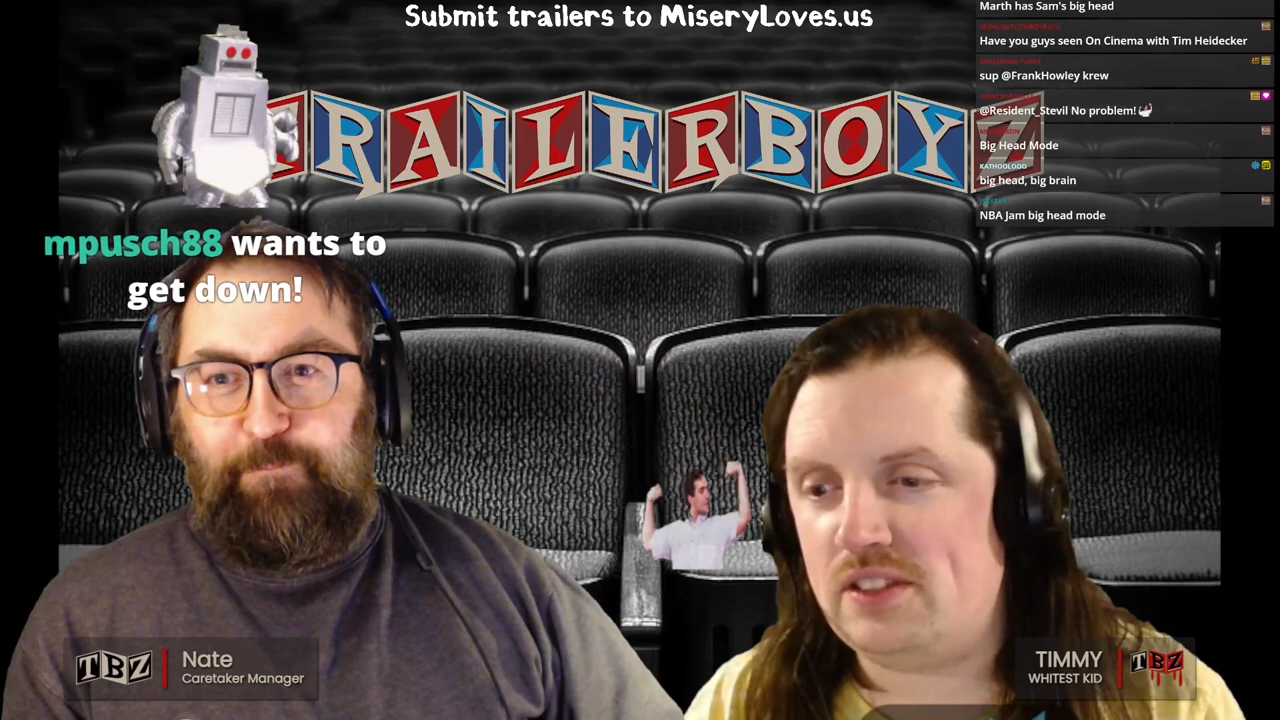 Submit trailers to MiseryLoves.us
RAILERBOYZ
Marth has Sam's big head
Have you guys seen On Cinema with Tim Heidecker
sup @FrankHowley krew
@Resident_Stevil No problem!
Big Head Mode
KATHOOLOOO
big head, big brain
NBA Jam big head mode
mpusch88 wants to
get down!
TBZ
Nate
Caretaker Manager
TIMMY
WHITEST KID
TBZ